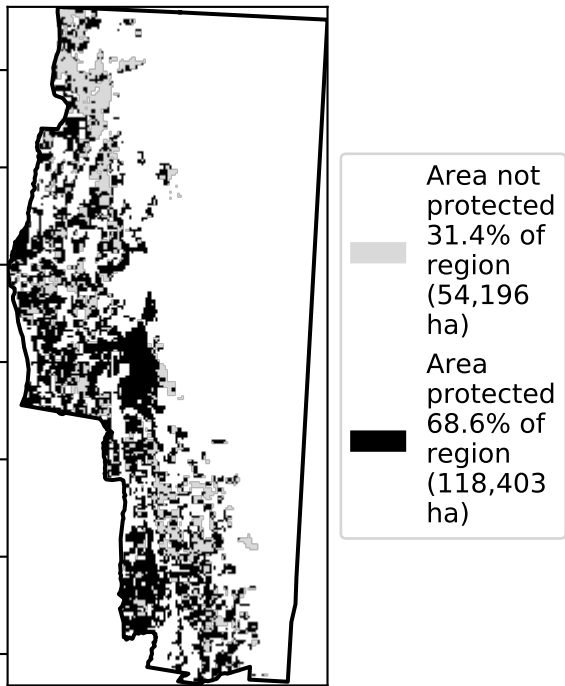 Area not
protected
31.4% of
region
(54,196
ha)
Area
protected
68.6% of
region
(118,403
ha)